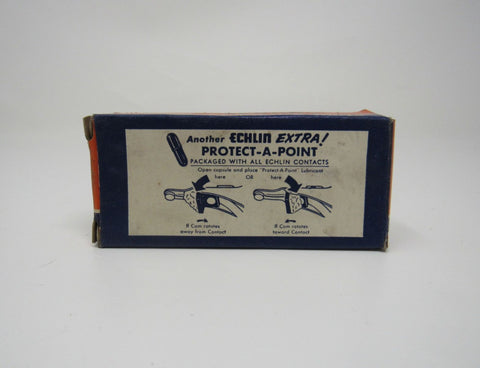 Another ECHLIN EXTRA!
PROTECT-A-POINT
PACKAGED WITH ALL ECHLIN CONTACTS
Open capsule and place "Protect-A-Point" Lubricant
here OR here
If Cam rotates away from Contact
If Cam rotates toward Contact